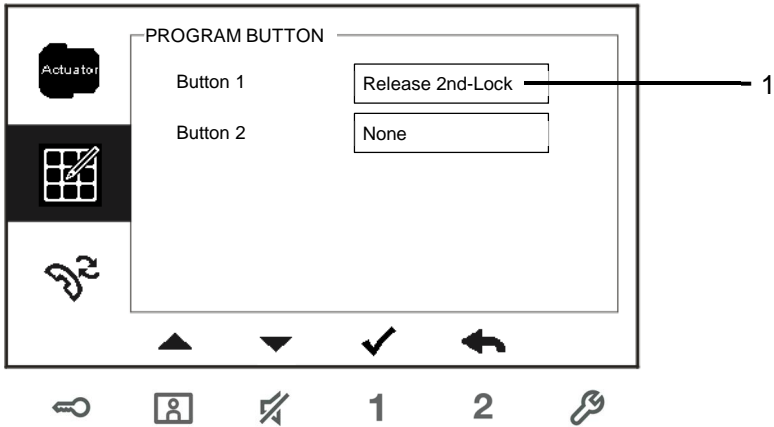 PROGRAM BUTTON
Actuator
Button 1
Release 2nd-Lock
1
Button 2
None
1
2